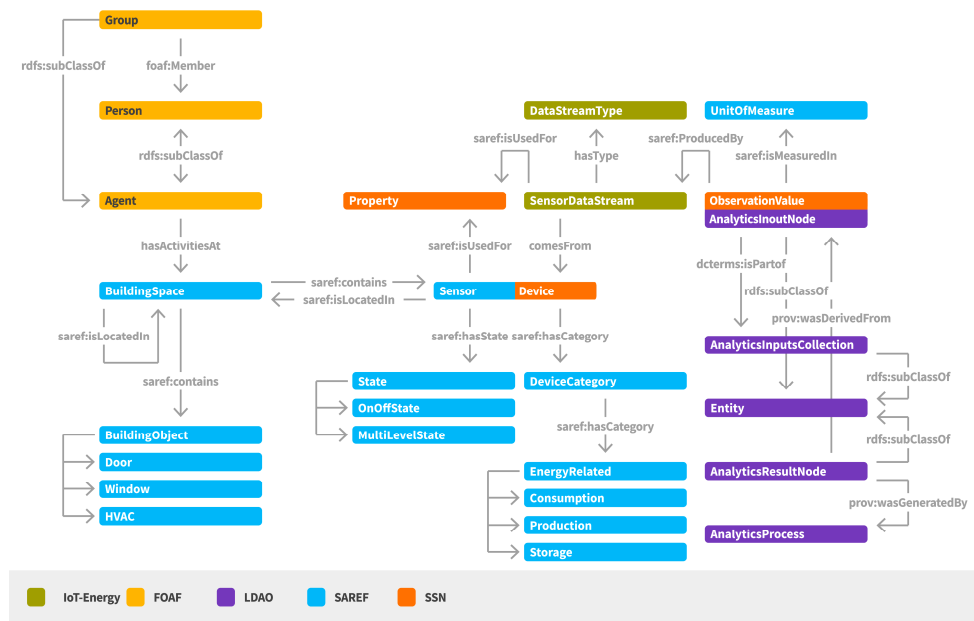 Group
rdfs:subClassOf
foaf:Member
Person
rdfs:subClassOf
Agent
hasActivitiesAt
BuildingSpace
saref:contains
saref:isLocatedIn
saref:isLocatedIn
saref:contains
BuildingObject
Door
Window
HVAC
DataStreamType
UnitOfMeasure
saref:isUsedFor
hasType
saref:ProducedBy
saref:isMeasuredIn
Property
SensorDataStream
ObservationValue
AnalyticsInoutNode
saref:isUsedFor
comesFrom
dcterms:isPartof
rdfs:subClassOf
prov:wasDerivedFrom
Sensor
Device
saref:hasState
saref:hasCategory
State
OnOffState
MultiLevelState
DeviceCategory
saref:hasCategory
EnergyRelated
Consumption
Production
Storage
AnalyticsInputsCollection
rdfs:subClassOf
Entity
rdfs:subClassOf
AnalyticsResultNode
prov:wasGeneratedBy
AnalyticsProcess
IoT-Energy
FOAF
LDAO
SAREF
SSN